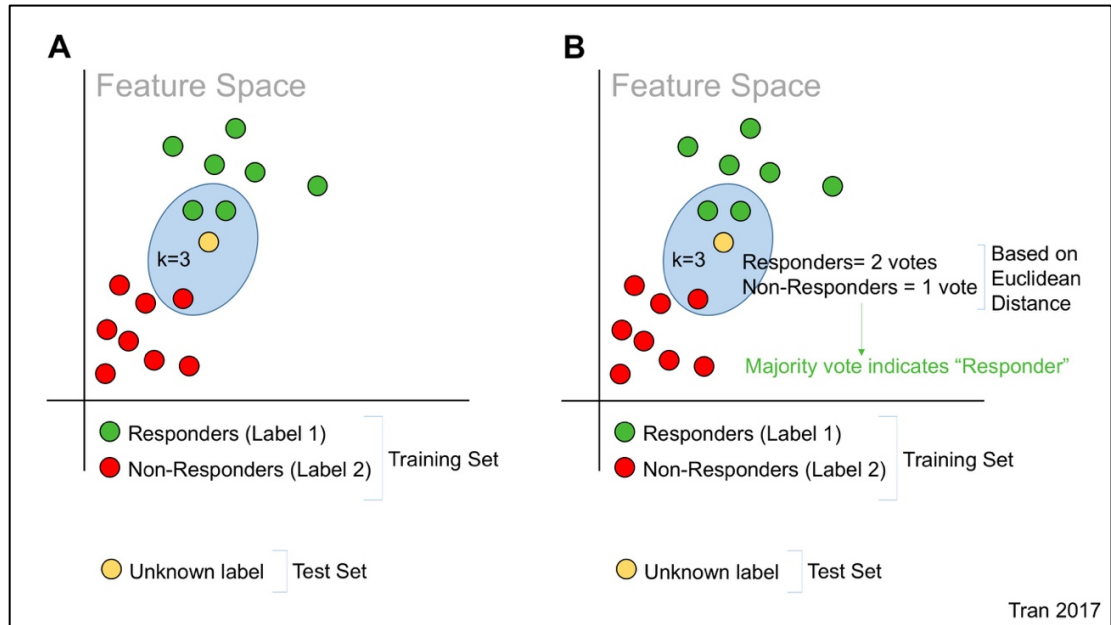 A
Feature Space
k=3
Responders (Label 1)
Non-Responders (Label 2)
Training Set
Unknown label
Test Set
B
Feature Space
k=3
Responders= 2 votes
Non-Responders = 1 vote
Based on
Euclidean
Distance
Majority vote indicates “Responder”
Responders (Label 1)
Non-Responders (Label 2)
Training Set
Unknown label
Test Set
Tran 2017